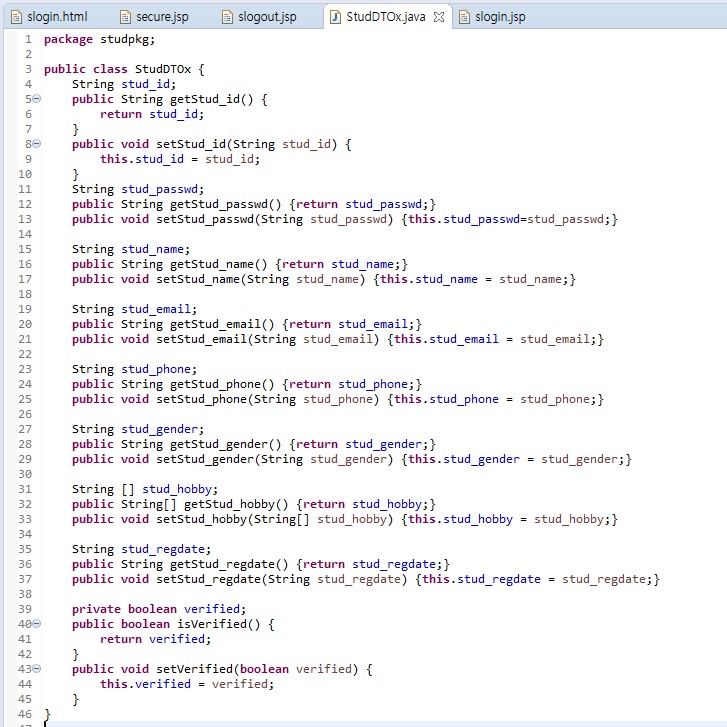 slogin.html secure.jsp slogout.jsp StudDTOx.java slogin.jsp
1 package studpkg;
2
3 public class StudDTOx {
4     String stud_id;
5     public String getStud_id() {
6         return stud_id;
7     }
8     public void setStud_id(String stud_id) {
9         this.stud_id = stud_id;
10     }
11     String stud_passwd;
12     public String getStud_passwd() {return stud_passwd;}
13     public void setStud_passwd(String stud_passwd) {this.stud_passwd=stud_passwd;}
14
15     String stud_name;
16     public String getStud_name() {return stud_name;}
17     public void setStud_name(String stud_name) {this.stud_name = stud_name;}
18
19     String stud_email;
20     public String getStud_email() {return stud_email;}
21     public void setStud_email(String stud_email) {this.stud_email = stud_email;}
22
23     String stud_phone;
24     public String getStud_phone() {return stud_phone;}
25     public void setStud_phone(String stud_phone) {this.stud_phone = stud_phone;}
26
27     String stud_gender;
28     public String getStud_gender() {return stud_gender;}
29     public void setStud_gender(String stud_gender) {this.stud_gender = stud_gender;}
30
31     String [] stud_hobby;
32     public String[] getStud_hobby() {return stud_hobby;}
33     public void setStud_hobby(String[] stud_hobby) {this.stud_hobby = stud_hobby;}
34
35     String stud_regdate;
36     public String getStud_regdate() {return stud_regdate;}
37     public void setStud_regdate(String stud_regdate) {this.stud_regdate = stud_regdate;}
38
39     private boolean verified;
40     public boolean isVerified() {
41         return verified;
42     }
43     public void setVerified(boolean verified) {
44         this.verified = verified;
45     }
46 }